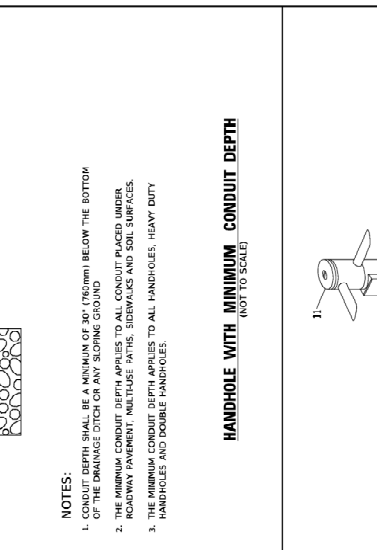 NOTES:
1. CONDUIT DEPTH SHALL BE A MINIMUM OF 30" (760mm) BELOW THE BOTTOM
OF THE DRAINAGE DITCH OR ANY SLOPING GROUND
2. THE MINIMUM CONDUIT DEPTH APPLIES TO ALL CONDUIT PLACED UNDER
ROADWAY PAVEMENT, MULTI-USE PATHS, SIDEWALKS AND SOIL SURFACES.
3. THE MINIMUM CONDUIT DEPTH APPLIES TO ALL HANDHOLES, HEAVY DUTY
HANDHOLES AND DOUBLE HANDHOLES.
HANDHOLE WITH MINIMUM CONDUIT DEPTH
(NOT TO SCALE)
11